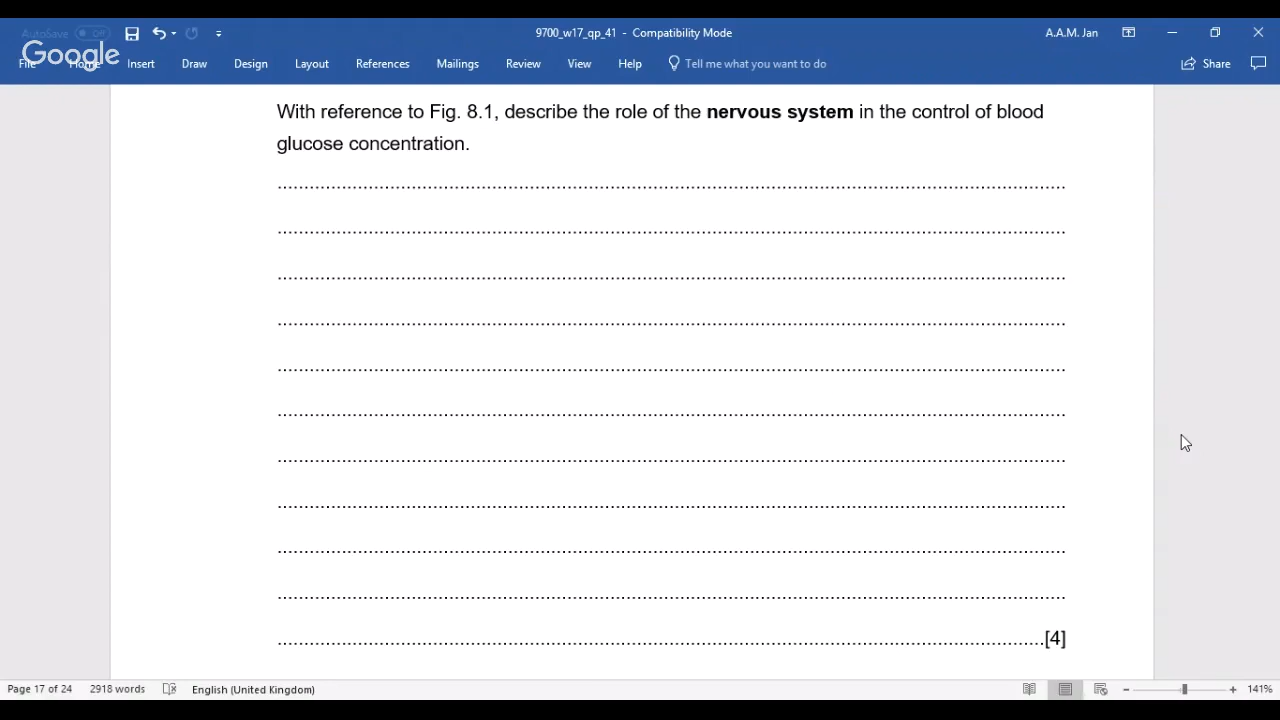 AutoSave Off
9700_w17_qp_41 - Compatibility Mode
A.A.M. Jan
Google
File Home Insert Draw Design Layout References Mailings Review View Help Tell me what you want to do Share
With reference to Fig. 8.1, describe the role of the nervous system in the control of blood
glucose concentration.
[4]
Page 17 of 24 2918 words English (United Kingdom) 141%